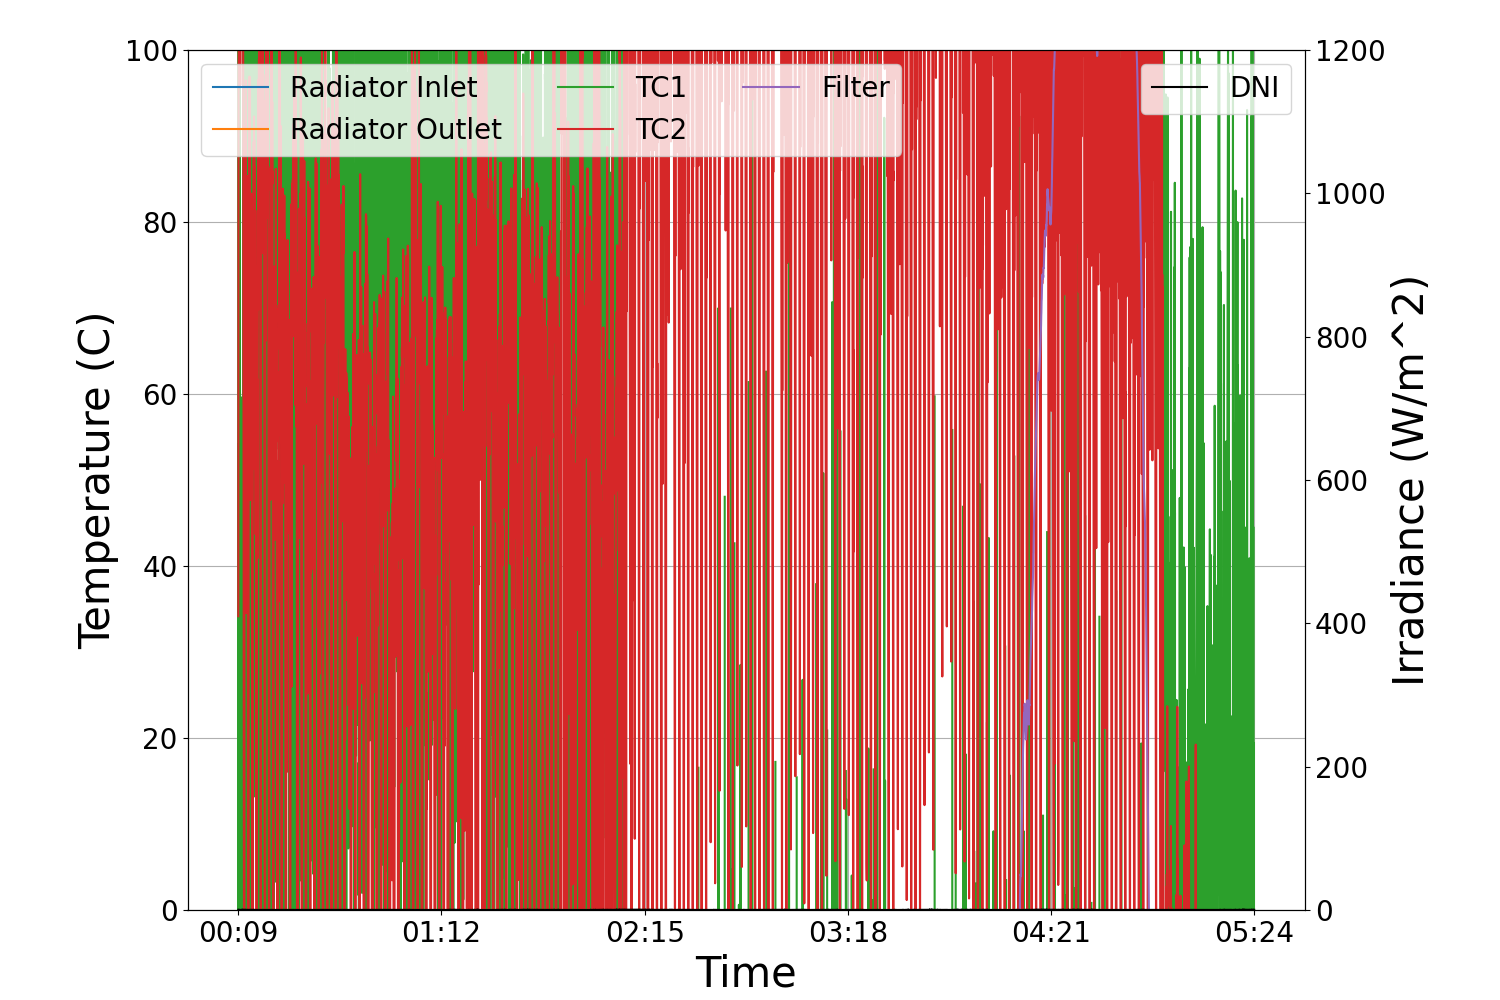 100
80
60
40
20
0
Temperature (C)
Radiator Inlet
Radiator Outlet
TC1
TC2
Filter
DNI
1200
1000
800
600
400
200
0
Irradiance (W/m^2)
00:09
01:12
02:15
03:18
04:21
05:24
Time